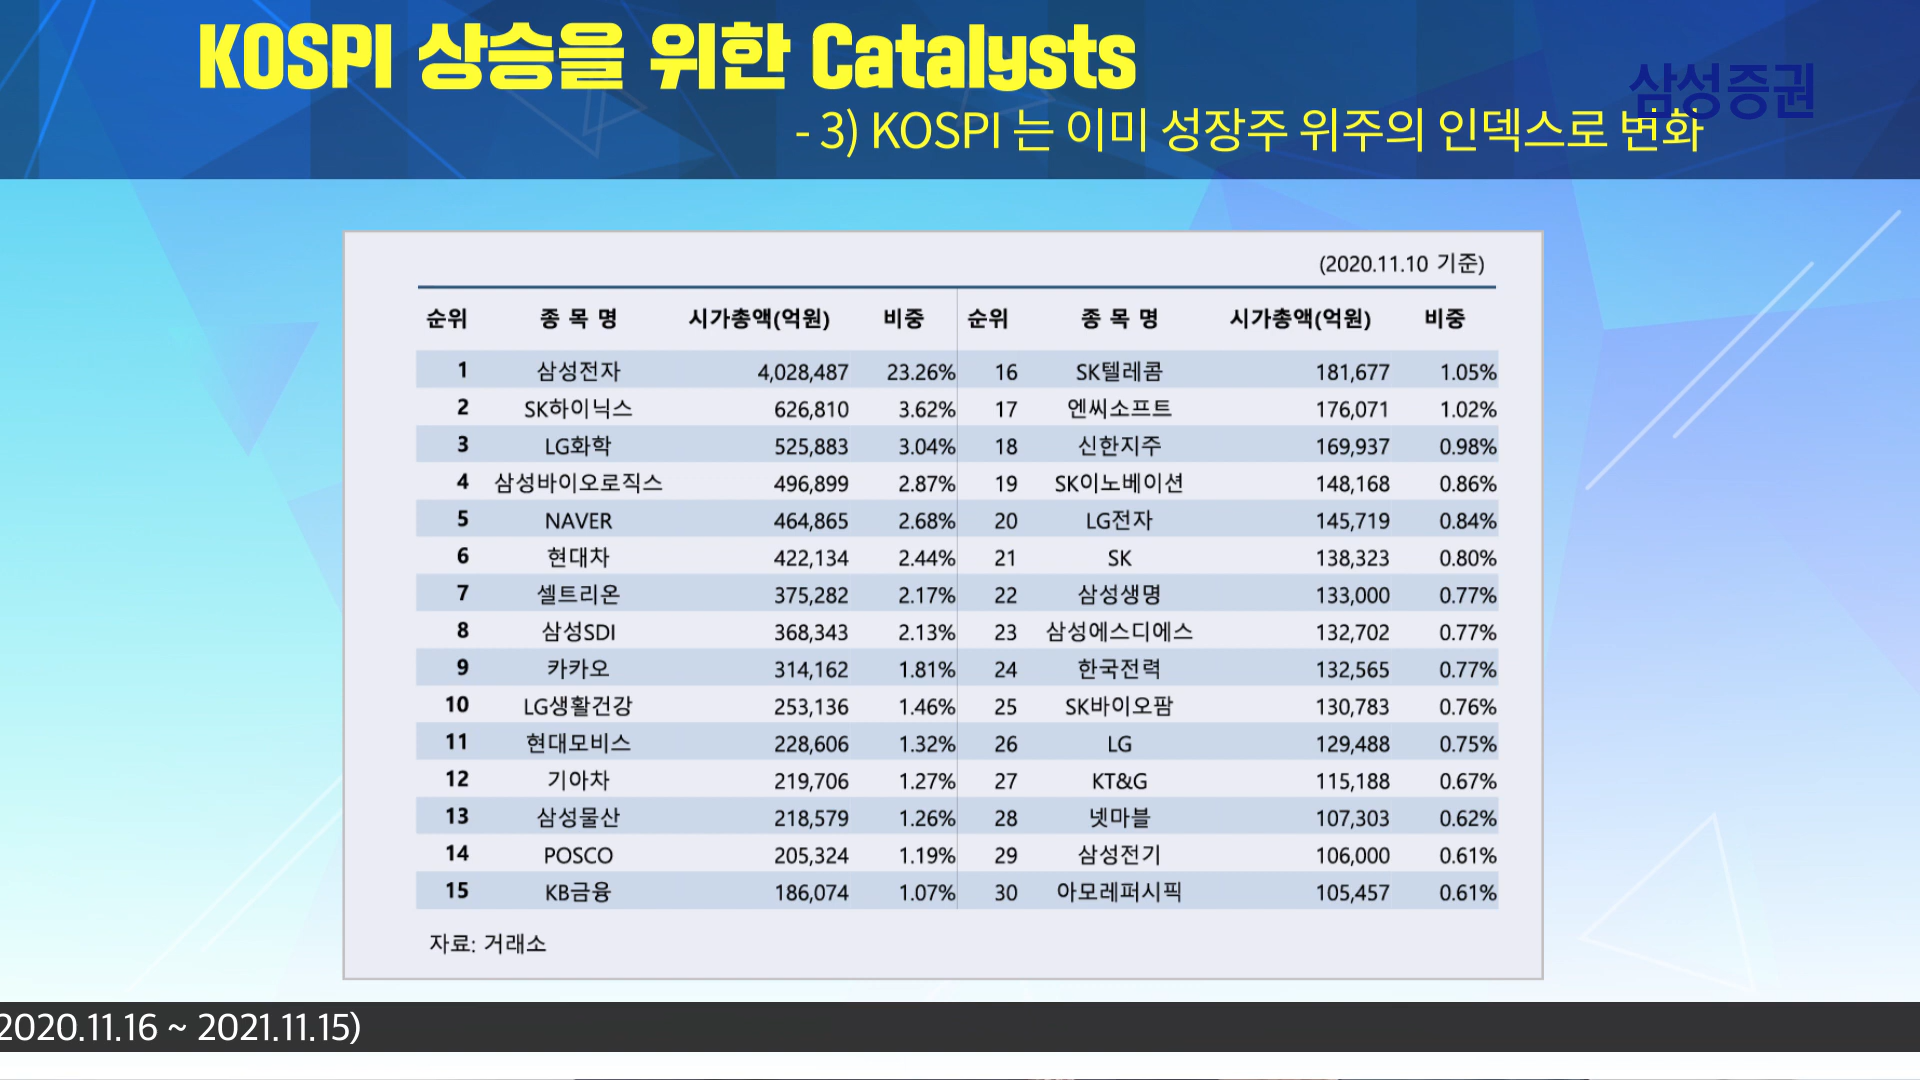 KOSPI 상승을 위한 Catalysts
삼성증권
- 3) KOSPI 는 이미 성장주 위주의 인덱스로 변화
(2020.11.10 기준)
순위 종 목 명 시가총액(억원) 비중 순위 종 목 명 시가총액(억원) 비중
1 삼성전자 4,028,487 23.26% 16 SK텔레콤 181,677 1.05%
2 SK하이닉스 626,810 3.62% 17 엔씨소프트 176,071 1.02%
3 LG화학 525,883 3.04% 18 신한지주 169,937 0.98%
4 삼성바이오로직스 496,899 2.87% 19 SK이노베이션 148,168 0.86%
5 NAVER 464,865 2.68% 20 LG전자 145,719 0.84%
6 현대차 422,134 2.44% 21 SK 138,323 0.80%
7 셀트리온 375,282 2.17% 22 삼성생명 133,000 0.77%
8 삼성SDI 368,343 2.13% 23 삼성에스디에스 132,702 0.77%
9 카카오 314,162 1.81% 24 한국전력 132,565 0.77%
10 LG생활건강 253,136 1.46% 25 SK바이오팜 130,783 0.76%
11 현대모비스 228,606 1.32% 26 LG 129,488 0.75%
12 기아차 219,706 1.27% 27 KT&G 115,188 0.67%
13 삼성물산 218,579 1.26% 28 넷마블 107,303 0.62%
14 POSCO 205,324 1.19% 29 삼성전기 106,000 0.61%
15 KB금융 186,074 1.07% 30 아모레퍼시픽 105,457 0.61%
자료: 거래소
2020.11.16 ~ 2021.11.15)